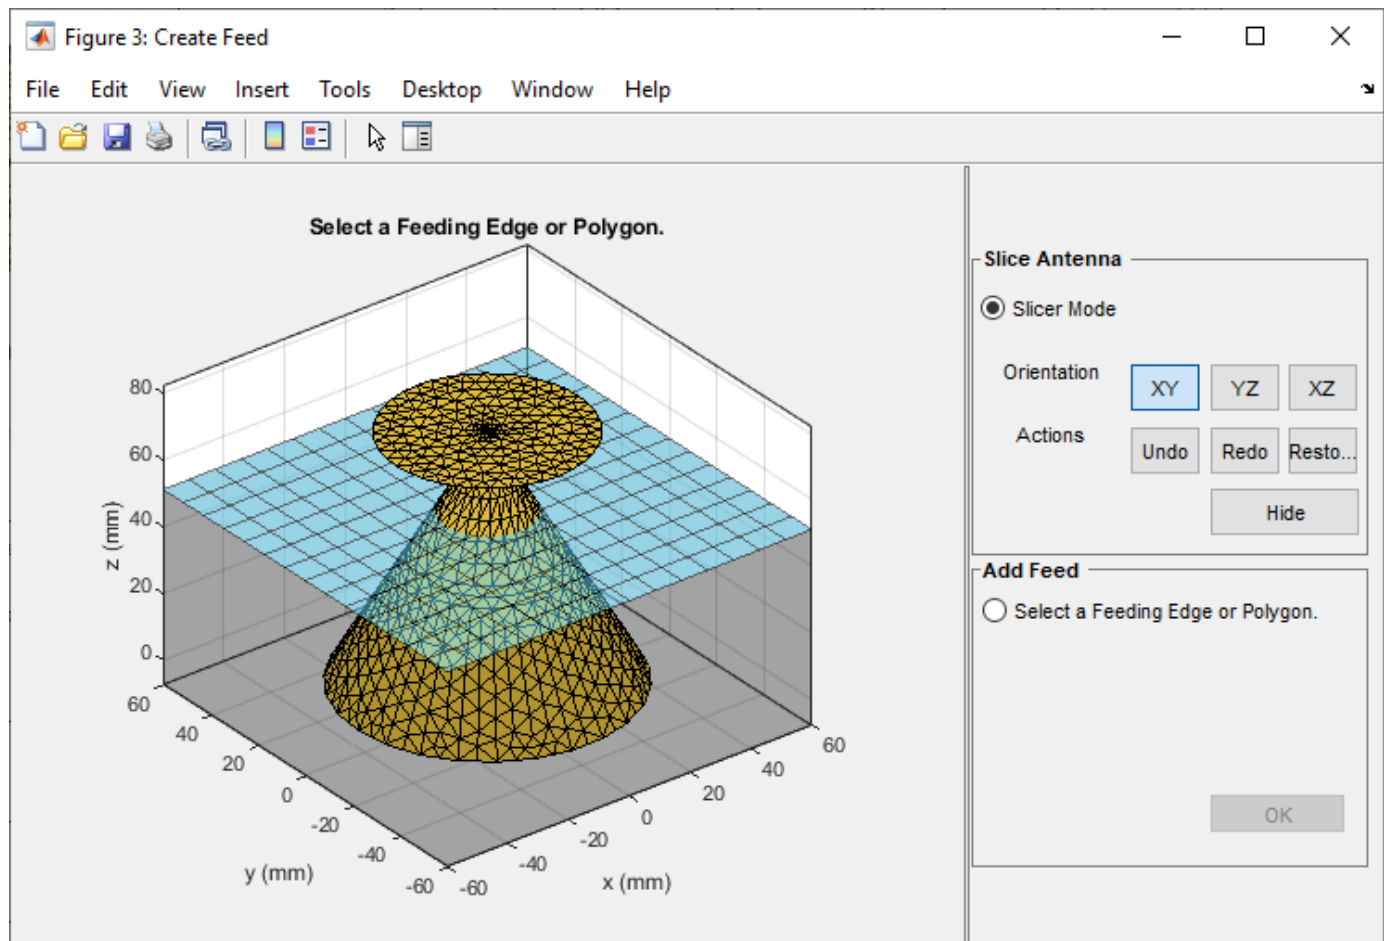 Figure 3: Create Feed
File Edit View Insert Tools Desktop Window Help
Select a Feeding Edge or Polygon.
80
60
40
20
0
z (mm)
60
40
20
0
-20
-40
-60
y (mm)
-60
-40
-20
0
20
40
60
x (mm)
Slice Antenna
Slicer Mode
Orientation XY YZ XZ
Actions Undo Redo Resto...
Hide
Add Feed
Select a Feeding Edge or Polygon.
OK